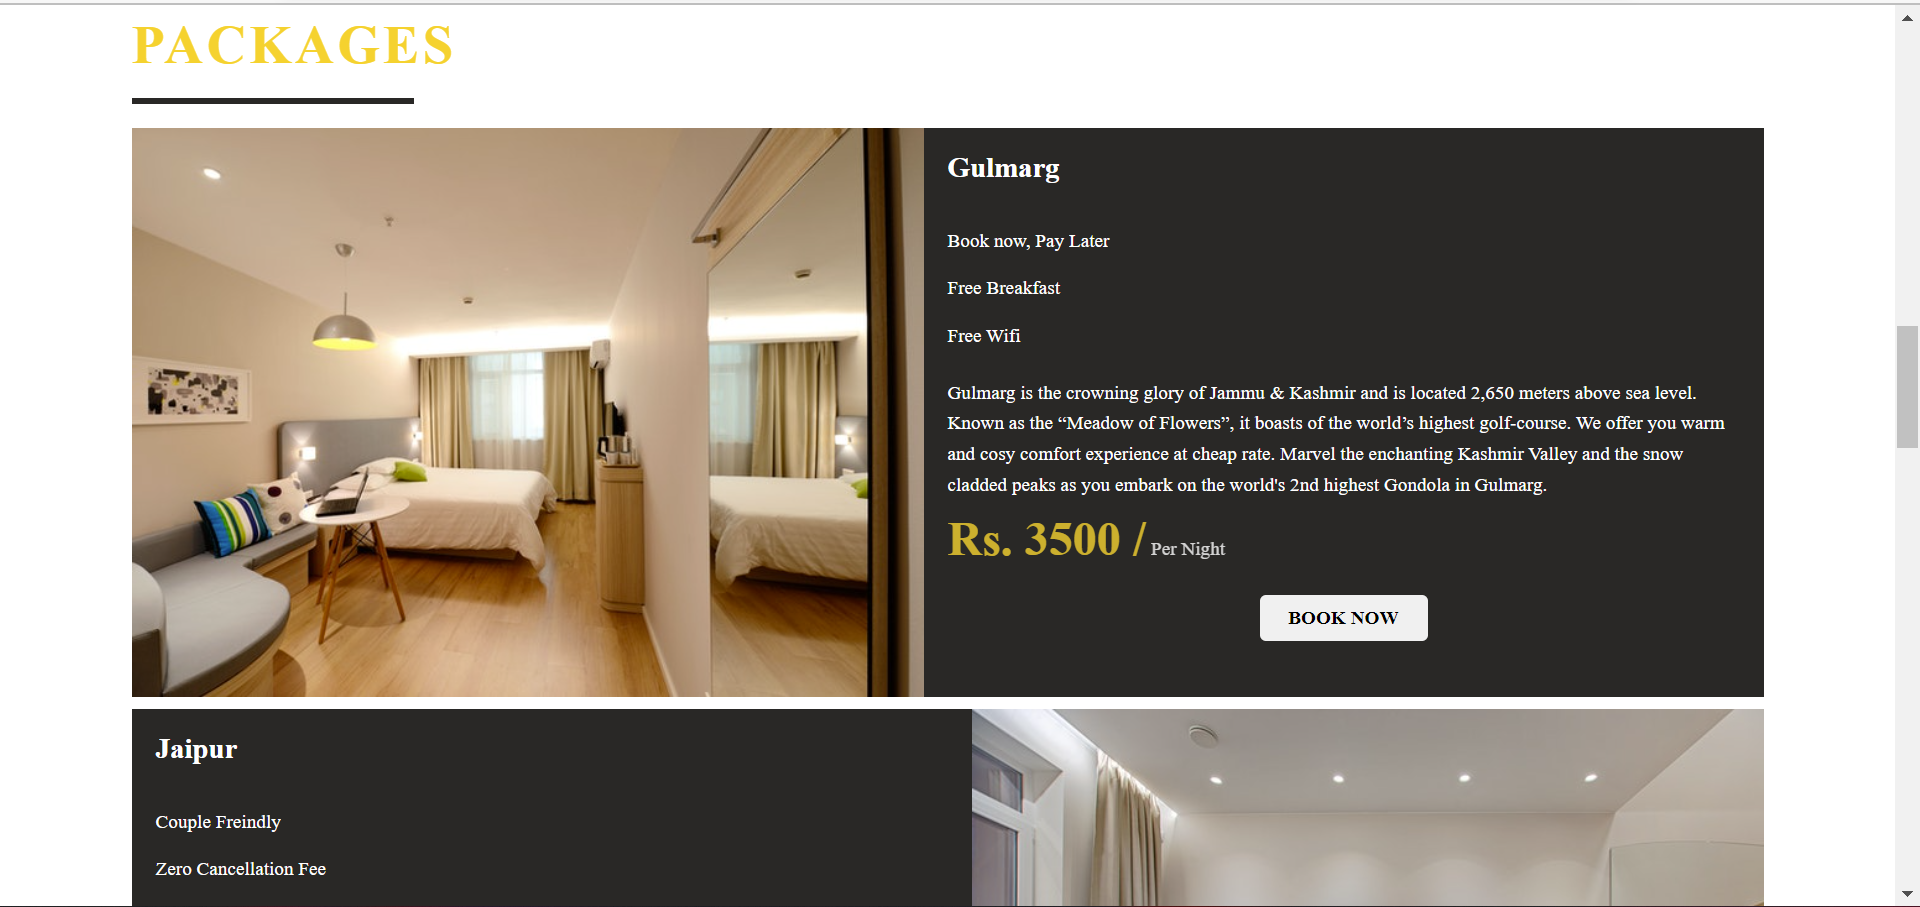 PACKAGES
Gulmarg
Book now, Pay Later
Free Breakfast
Free Wifi
Gulmarg is the crowning glory of Jammu & Kashmir and is located 2,650 meters above sea level.
Known as the “Meadow of Flowers”, it boasts of the world’s highest golf-course. We offer you warm
and cosy comfort experience at cheap rate. Marvel the enchanting Kashmir Valley and the snow
cladded peaks as you embark on the world's 2nd highest Gondola in Gulmarg.
Rs. 3500 / Per Night
BOOK NOW
Jaipur
Couple Freindly
Zero Cancellation Fee